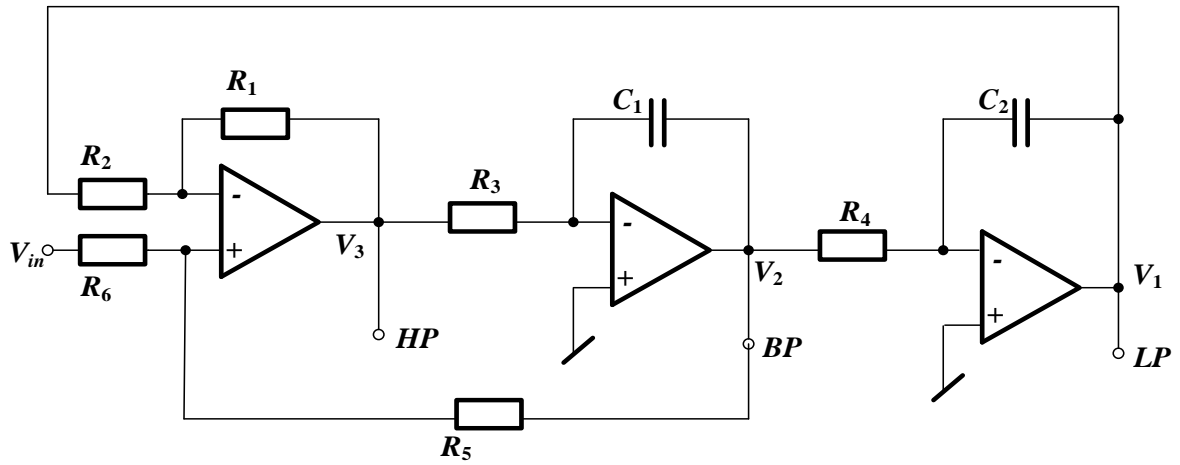 R1
C1
C2
R2
-
R3
-
R4
-
Vin
+
V3
+
V2
+
V1
R6
HP
BP
LP
R5